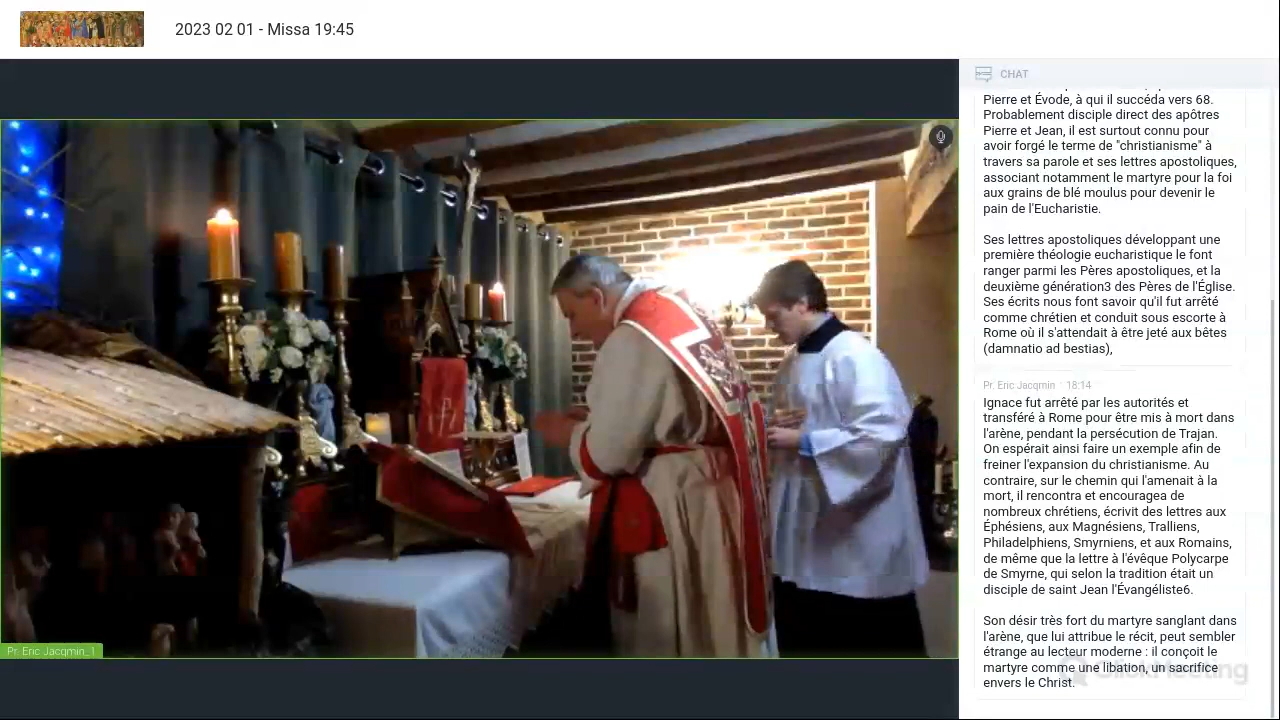 2023 02 01 - Missa 19:45
CHAT
Pierre et Évode, à qui il succéda vers 68.
Probablement disciple direct des apôtres
Pierre et Jean, il est surtout connu pour
avoir forgé le terme de "christianisme" à
travers sa parole et ses lettres apostoliques,
associant notamment le martyre pour la foi
aux grains de blé moulus pour devenir le
pain de l'Eucharistie.
Ses lettres apostoliques développant une
première théologie eucharistique le font
ranger parmi les Pères apostoliques, et la
deuxième génération3 des Pères de l'Église.
Ses écrits nous font savoir qu'il fut arrêté
comme chrétien et conduit sous escorte à
Rome où il s'attendait à être jeté aux bêtes
(damnatio ad bestias),
Pr. Eric Jacqmin · 18:14
Ignace fut arrêté par les autorités et
transféré à Rome pour être mis à mort dans
l'arène, pendant la persécution de Trajan.
On espérait ainsi faire un exemple afin de
freiner l'expansion du christianisme. Au
contraire, sur le chemin qui l'amenait à la
mort, il rencontra et encouragea de
nombreux chrétiens, écrivit des lettres aux
Éphésiens, aux Magnésiens, Tralliens,
Philadelphiens, Smyrniens, et aux Romains,
de même que la lettre à l'évêque Polycarpe
de Smyrne, qui selon la tradition était un
disciple de saint Jean l'Évangéliste6.
Son désir très fort du martyre sanglant dans
l'arène, que lui attribue le récit, peut sembler
étrange au lecteur moderne : il conçoit le
martyre comme une libation, un sacrifice
envers le Christ.
ClickMeeting
Pr. Eric Jacqmin_1